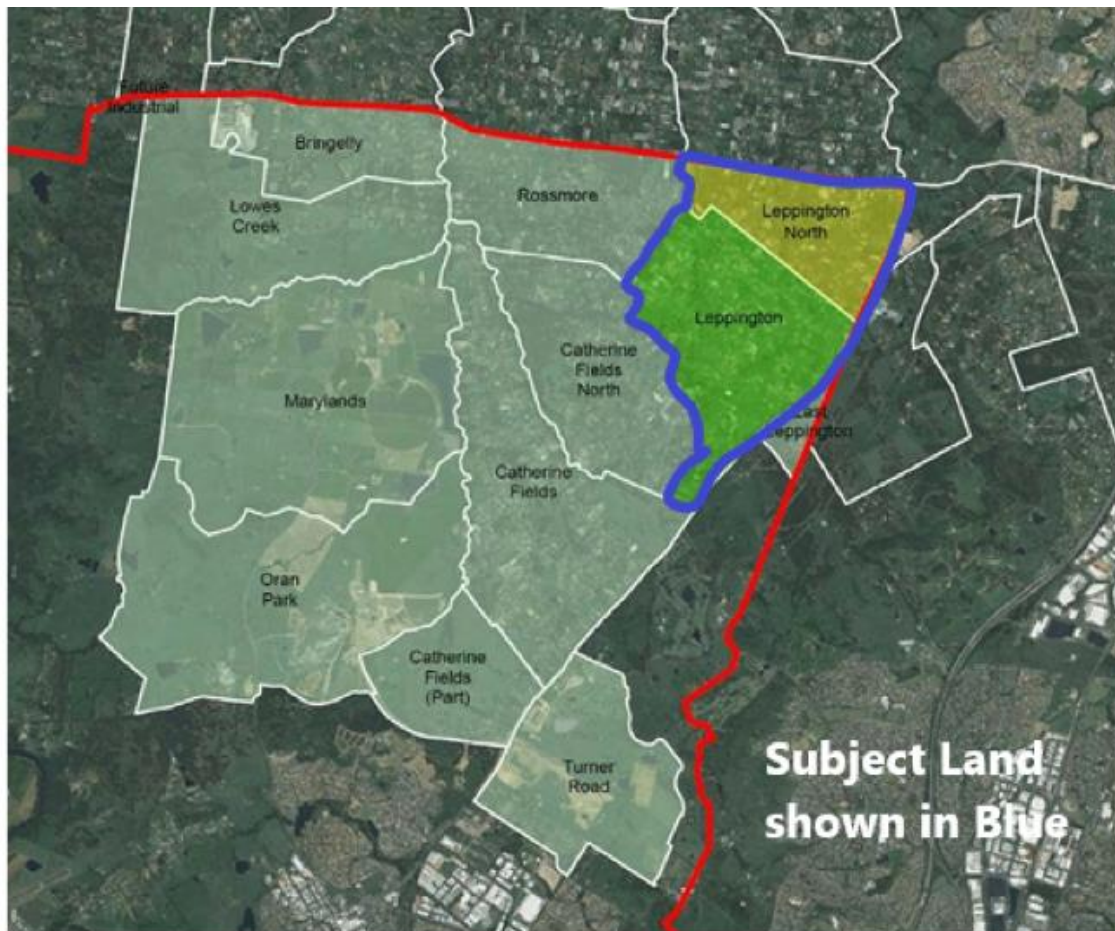 Future
Industrial
Bringelly
Lowes
Creek
Rossmore
Leppington
North
Leppington
Catherine
Fields
North
Marylands
East
Leppington
Catherine
Fields
Oran
Park
Catherine
Fields
(Part)
Turner
Road
Subject Land
shown in Blue